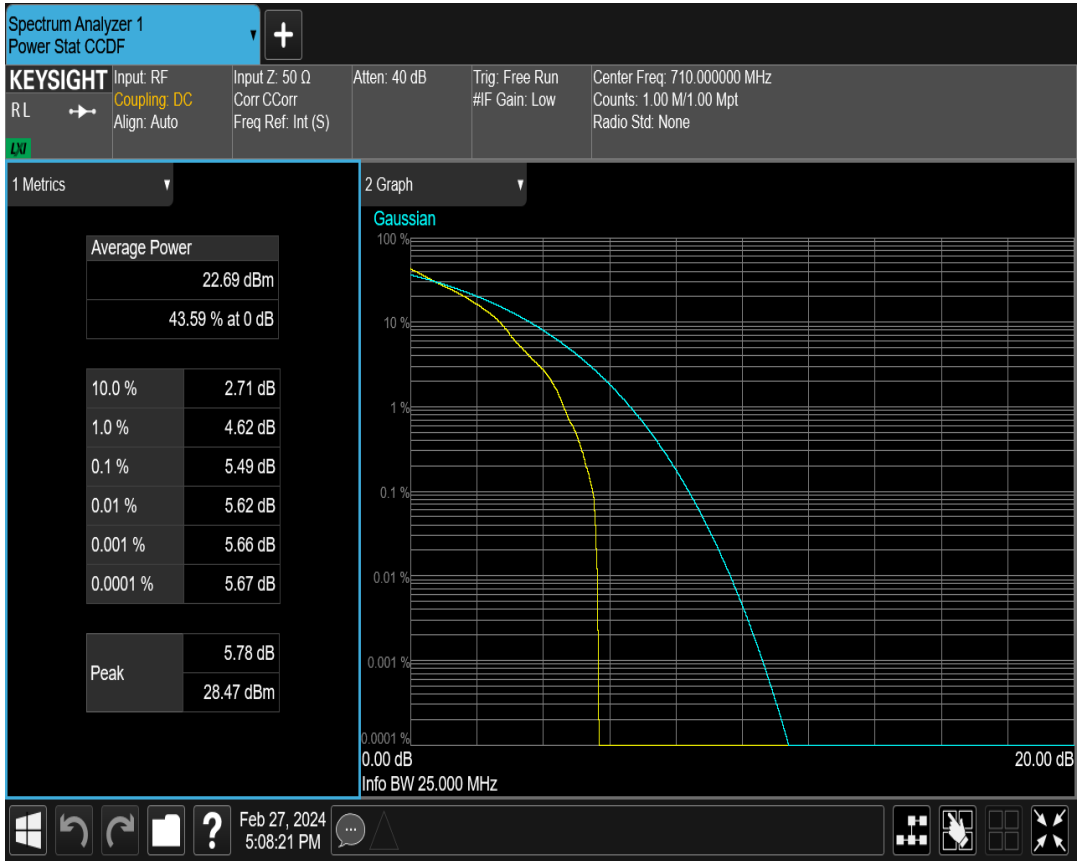 Spectrum Analyzer 1
Power Stat CCDF
+
KEYSIGHT
RL
LXI
Input: RF
Coupling: DC
Align: Auto
Input Z: 50 Ω
Corr CCorr
Freq Ref: Int (S)
Atten: 40 dB
Trig: Free Run
#IF Gain: Low
Center Freq: 710.000000 MHz
Counts: 1.00 M/1.00 Mpt
Radio Std: None
1 Metrics
Average Power
22.69 dBm
43.59 % at 0 dB
10.0 % 2.71 dB
1.0 % 4.62 dB
0.1 % 5.49 dB
0.01 % 5.62 dB
0.001 % 5.66 dB
0.0001 % 5.67 dB
Peak
5.78 dB
28.47 dBm
2 Graph
Gaussian
100 %
10 %
1 %
0.1 %
0.01 %
0.001 %
0.0001 %
0.00 dB 20.00 dB
Info BW 25.000 MHz
?
Feb 27, 2024
5:08:21 PM